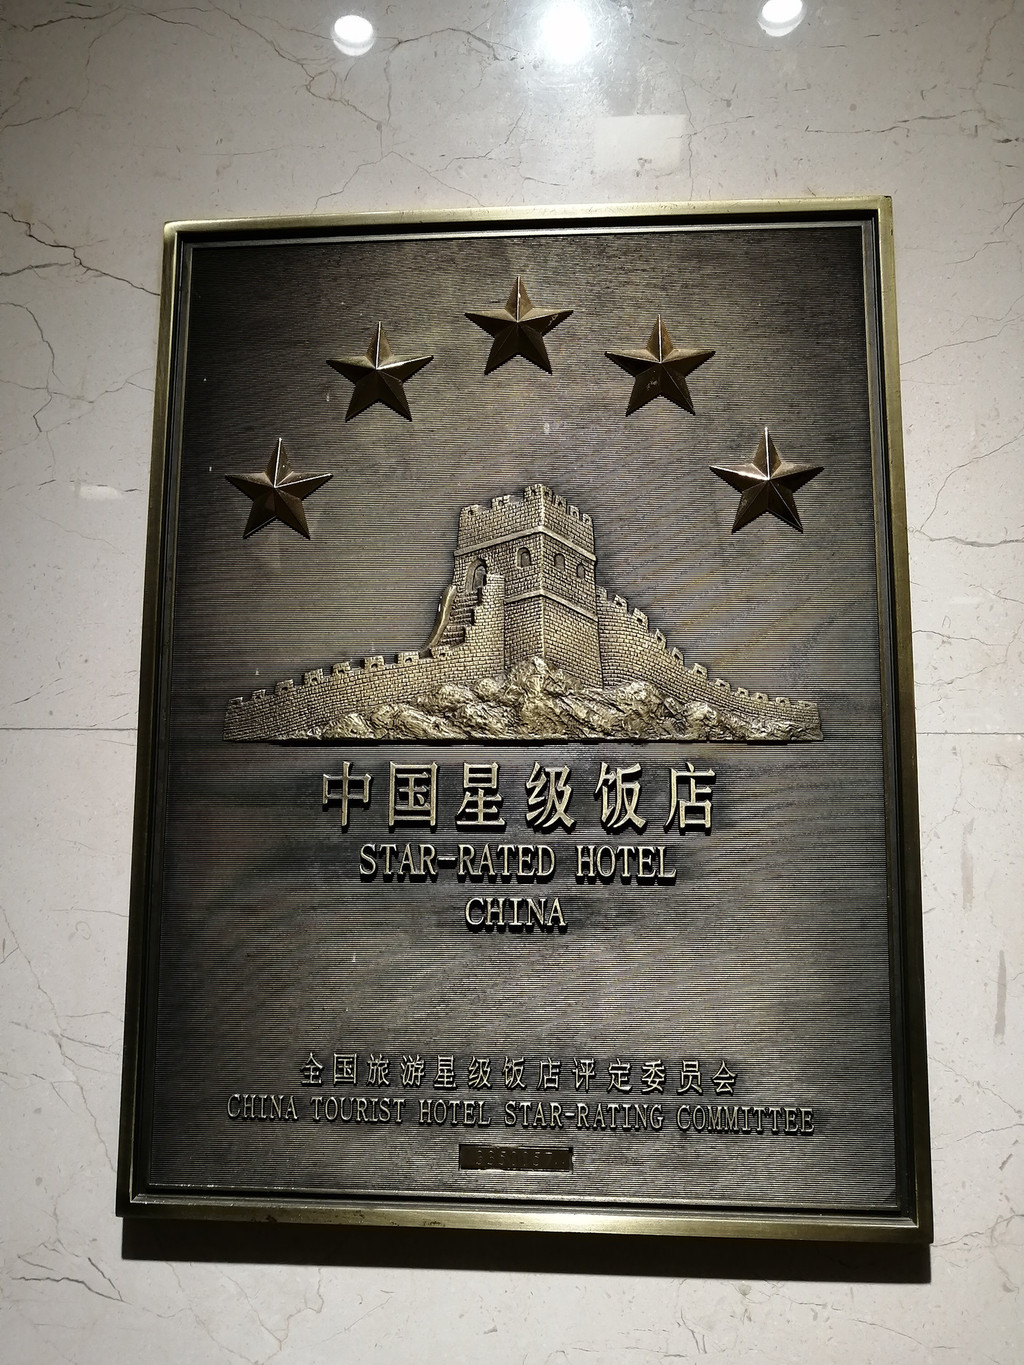 中国星级饭店
STAR-RATED HOTEL
CHINA
全国旅游星级饭店评定委员会
CHINA TOURIST HOTEL STAR-RATING COMMITTEE